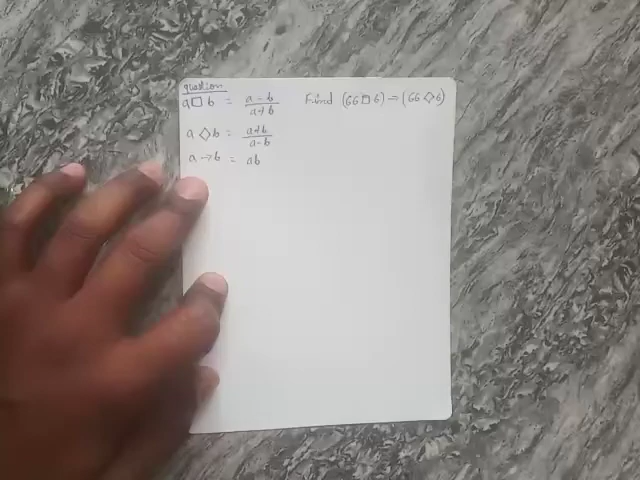 question
a□b = a-b/a+b Find (66□6) → (66◇6)
a◇b = a+b/a-b
a→b = ab